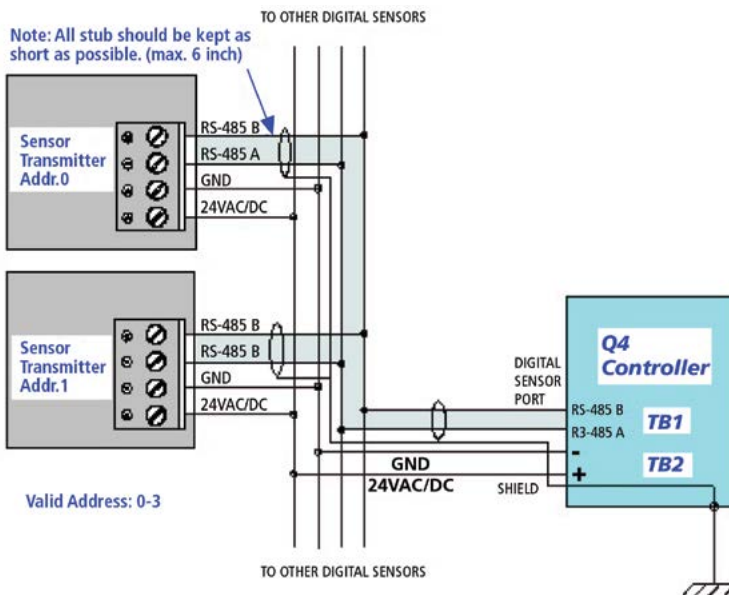 TO OTHER DIGITAL SENSORS
Note: All stub should be kept as
short as possible. (max. 6 inch)
Sensor
Transmitter
Addr.0
RS-485 B
RS-485 A
GND
24VAC/DC
Sensor
Transmitter
Addr.1
RS-485 B
RS-485 B
GND
24VAC/DC
Valid Address: 0-3
DIGITAL
SENSOR
PORT
Q4
Controller
RS-485 B
R3-485 A
TB1
-
TB2
+
GND
24VAC/DC
SHIELD
TO OTHER DIGITAL SENSORS